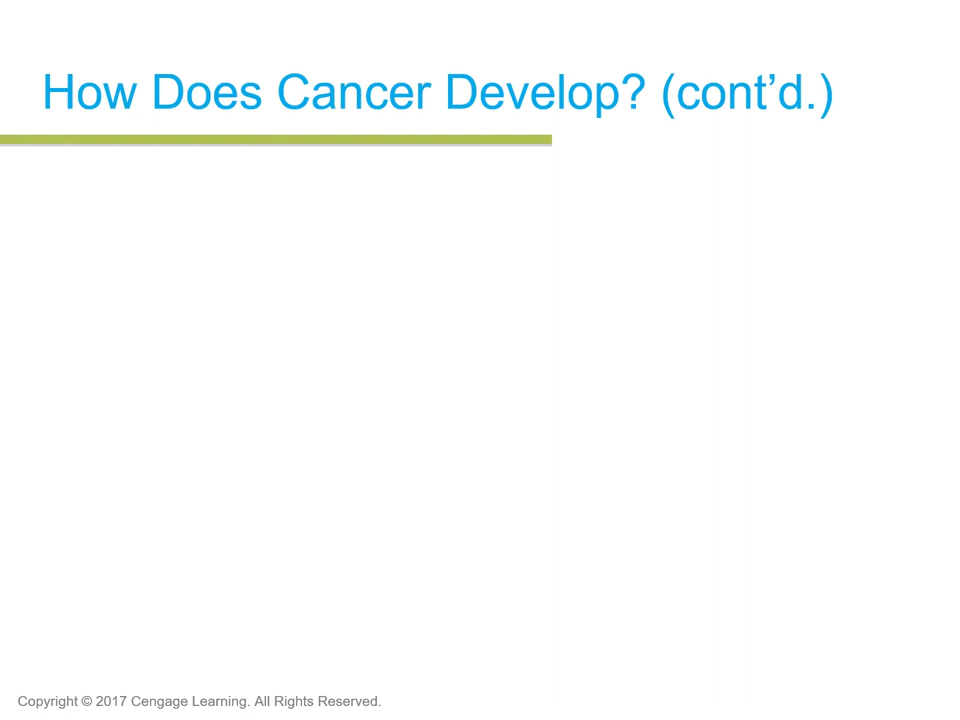 How Does Cancer Develop? (cont’d.)
Copyright © 2017 Cengage Learning. All Rights Reserved.